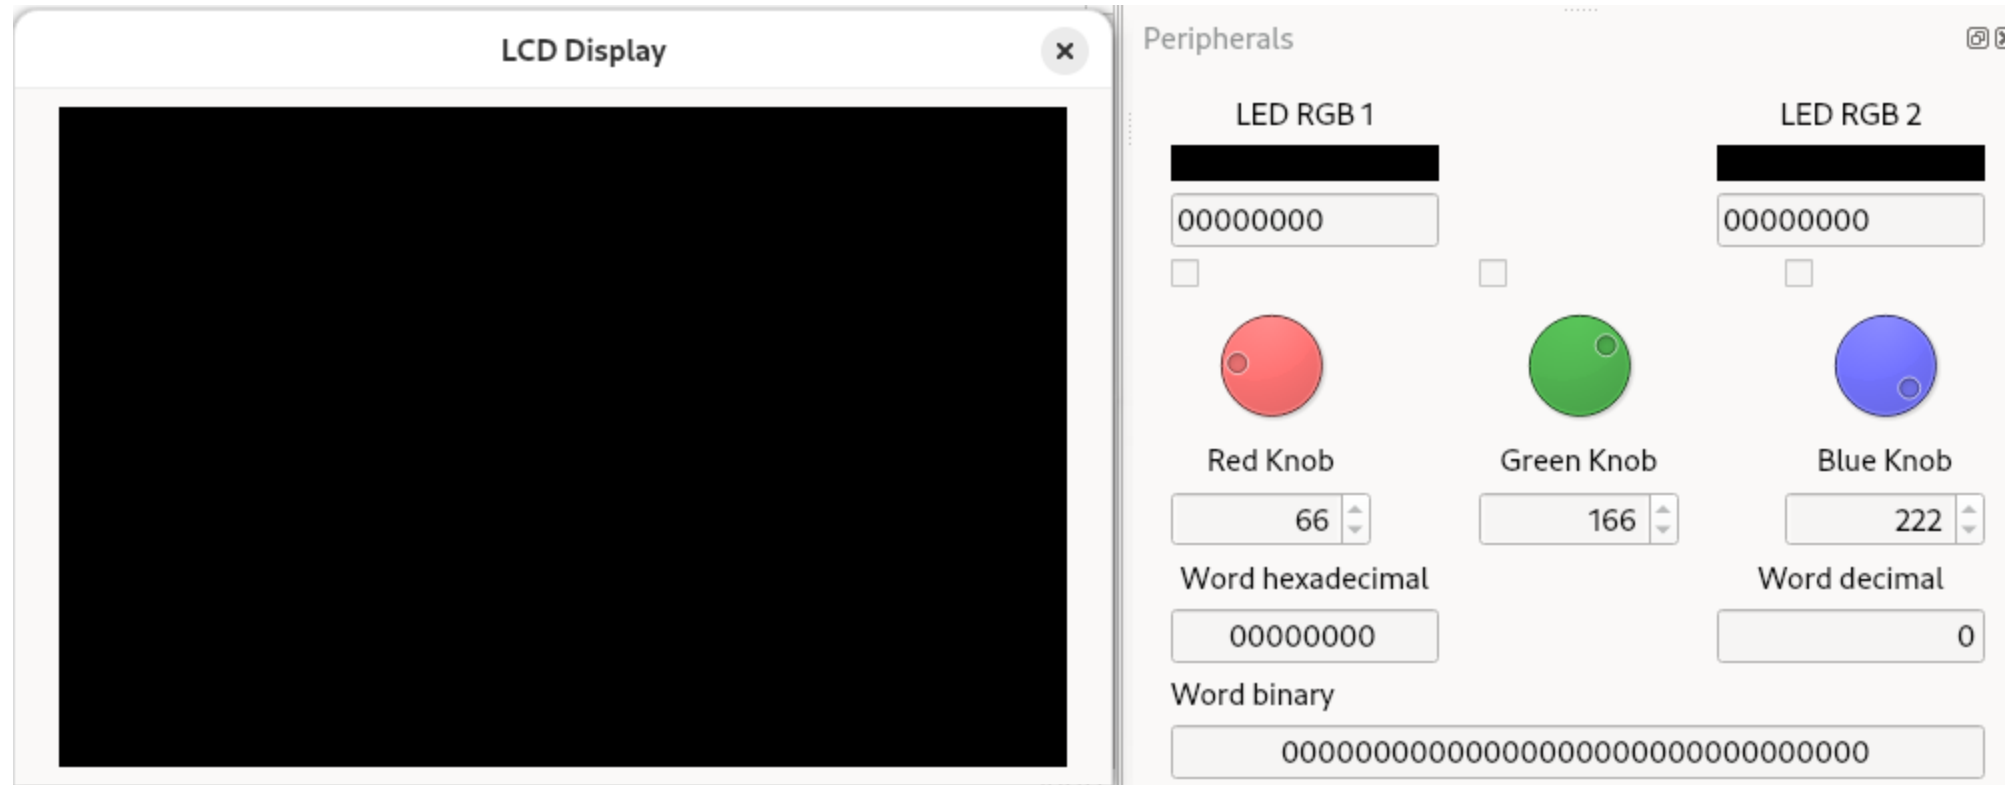 LCD Display
Peripherals
LED RGB 1 LED RGB 2
00000000 00000000
Red Knob Green Knob Blue Knob
66 166 222
Word hexadecimal Word decimal
00000000 0
Word binary
00000000000000000000000000000000